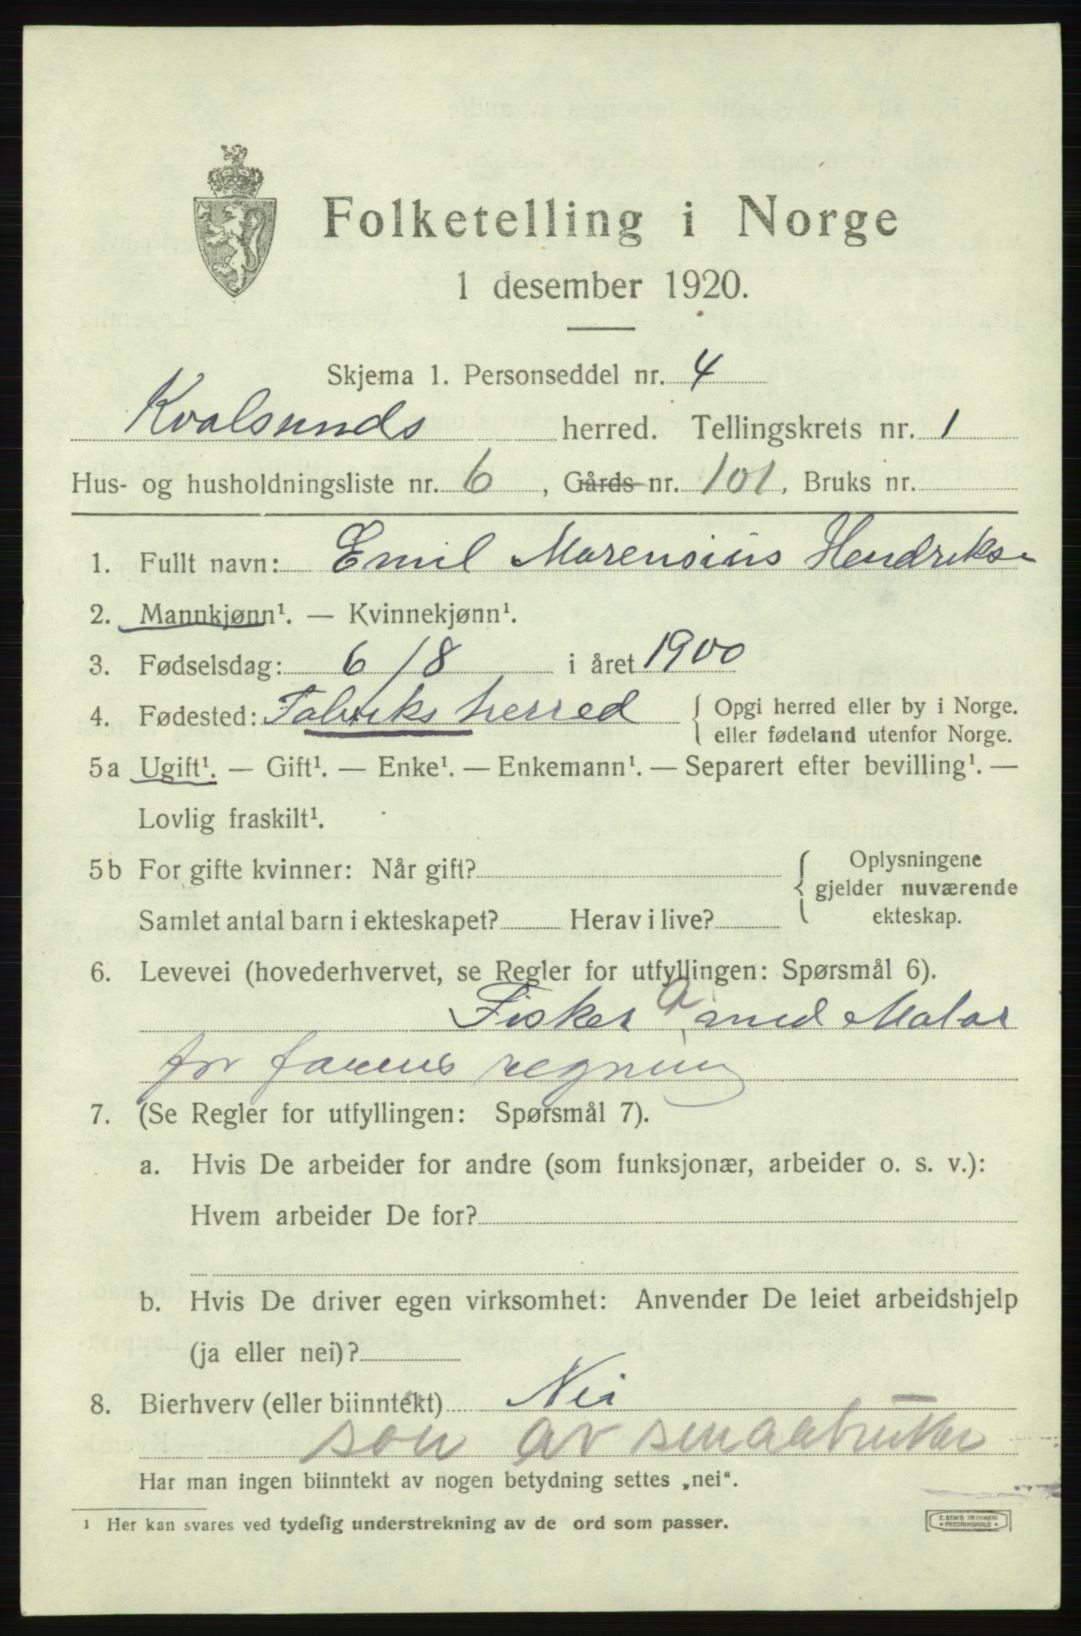 Folketelling i Norge
1 desember 1920.
Skjema 1. Personseddel nr. 4
Kvalsunds herred. Tellingskrets nr. 1
Hus- og husholdningsliste nr. 6, Gårds nr. 101. Bruks nr.
1. Fullt navn: Emil Marensius Hendriks
2. Mannkjønn¹. — Kvinnekjønn¹.
3. Fødselsdag: 6/8 i året 1900
4. Fødested: herred { Opgi herred eller by i Norge.
eller fødeland utenfor Norge.
5a Ugift¹. — Gift¹. — Enke¹. — Enkemann¹. — Separert efter bevilling¹. —
Lovlig fraskilt¹.
5b For gifte kvinner: Når gift? { Oplysningene
gjelder nuværende
Samlet antal barn i ekteskapet? Herav i live? ekteskap.
6. Levevei (hovederhvervet, se Regler for utfyllingen: Spørsmål 6).
Fisker a med
for farens regning
7. (Se Regler for utfyllingen: Spørsmål 7).
a. Hvis De arbeider for andre (som funksjonær, arbeider o. s. v.):
Hvem arbeider De for?
b. Hvis De driver egen virksomhet: Anvender De leiet arbeidshjelp
(ja eller nei)?
8. Bierhverv (eller biinntekt) Nei
søn av smaabruker
Har man ingen biinntekt av nogen betydning settes „nei“.
¹ Her kan svares ved tydelig understrekning av de ord som passer.